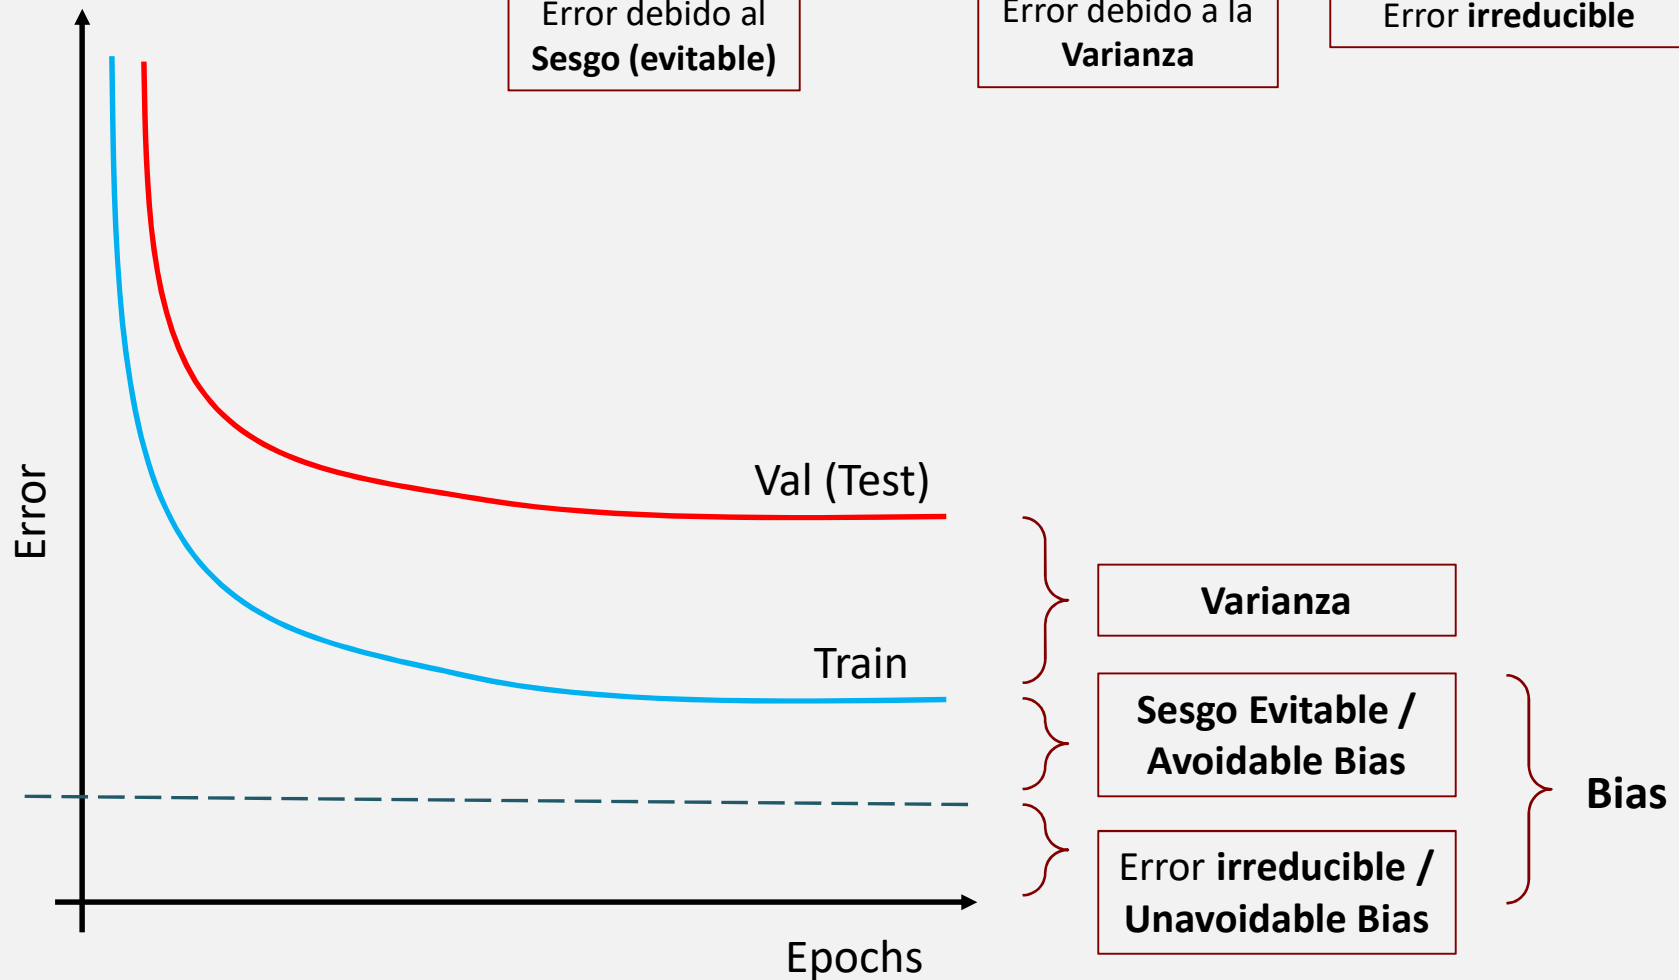 Error debido al
Sesgo (evitable)
Error debido a la
Varianza
Error irreducible
Error
Val (Test)
Train
Varianza
Sesgo Evitable /
Avoidable Bias
Bias
Error irreducible /
Unavoidable Bias
Epochs